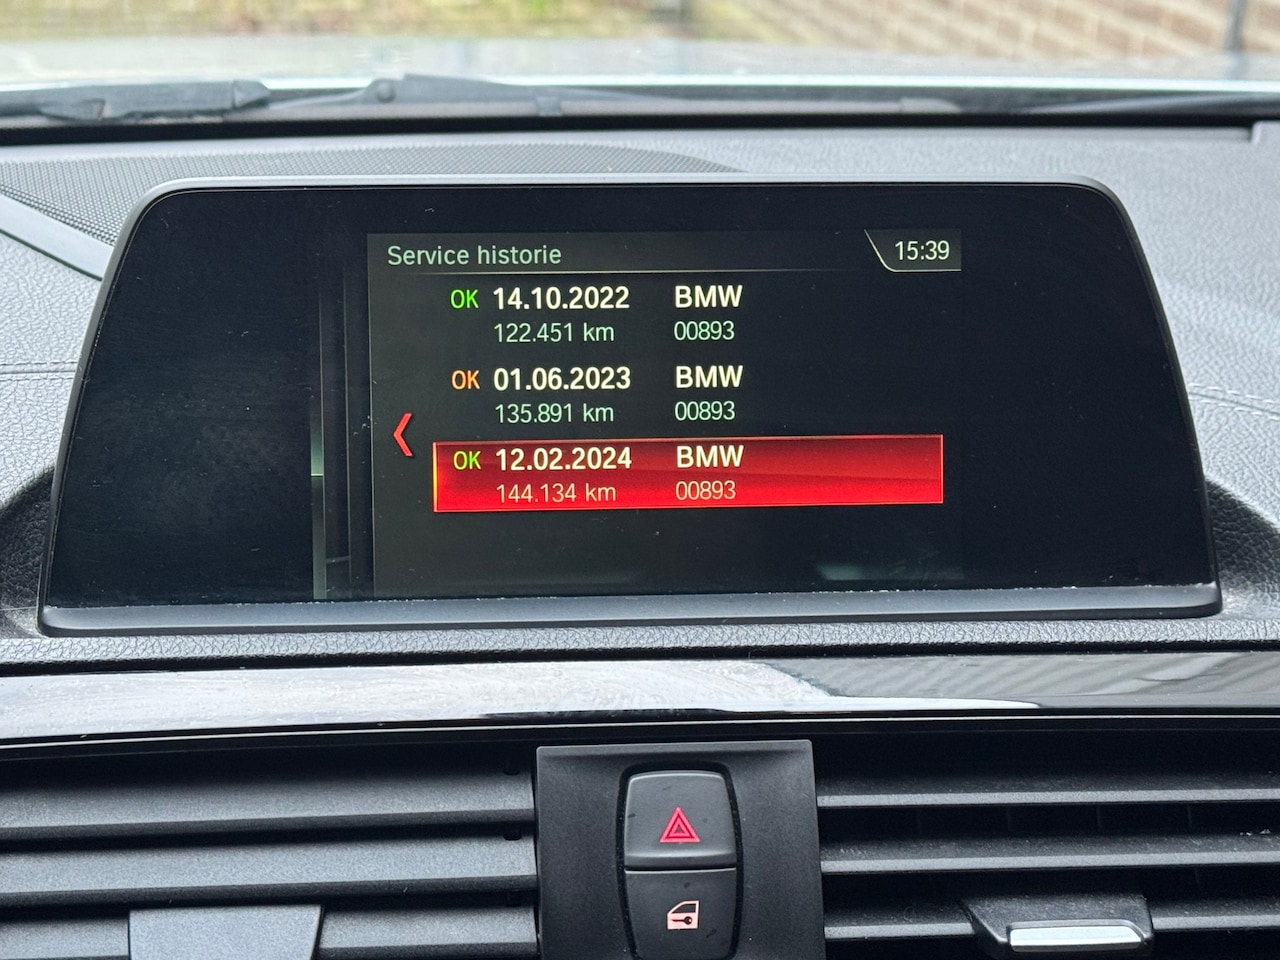 Service historie 15:39
OK 14.10.2022 BMW
122.451 km 00893
OK 01.06.2023 BMW
135.891 km 00893
OK 12.02.2024 BMW
144.134 km 00893